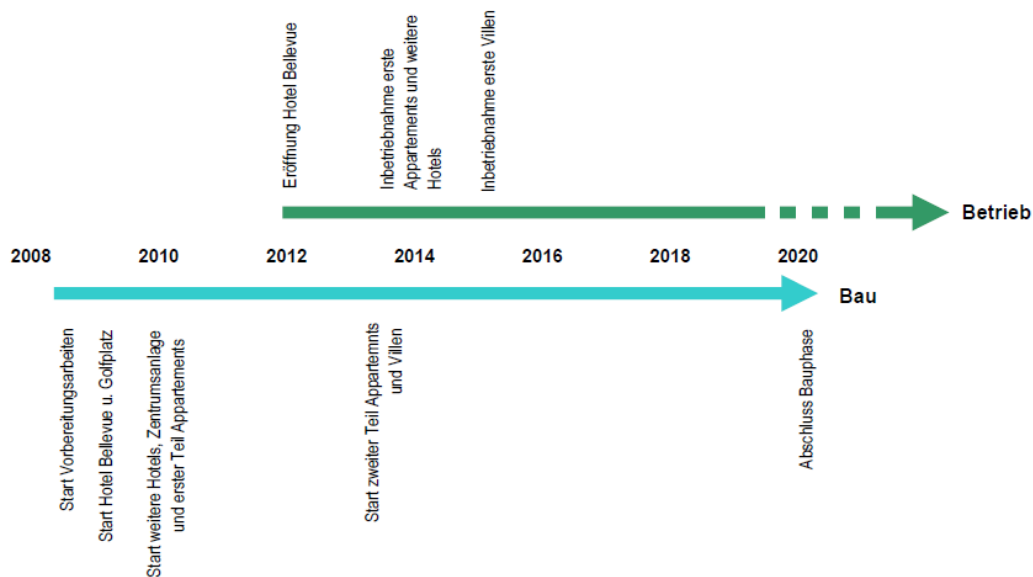 Eröffnung Hotel Bellevue
Inbetriebnahme erste
Appartements und weitere
Hotels
Inbetriebnahme erste Villen
Betrieb
2008 2010 2012 2014 2016 2018 2020
Bau
Start Vorbereitungsarbeiten
Start Hotel Bellevue u. Golfplatz
Start weitere Hotels, Zentrumsanlage
und erster Teil Appartements
Start zweiter Teil Appartemnts
und Villen
Abschluss Bauphase